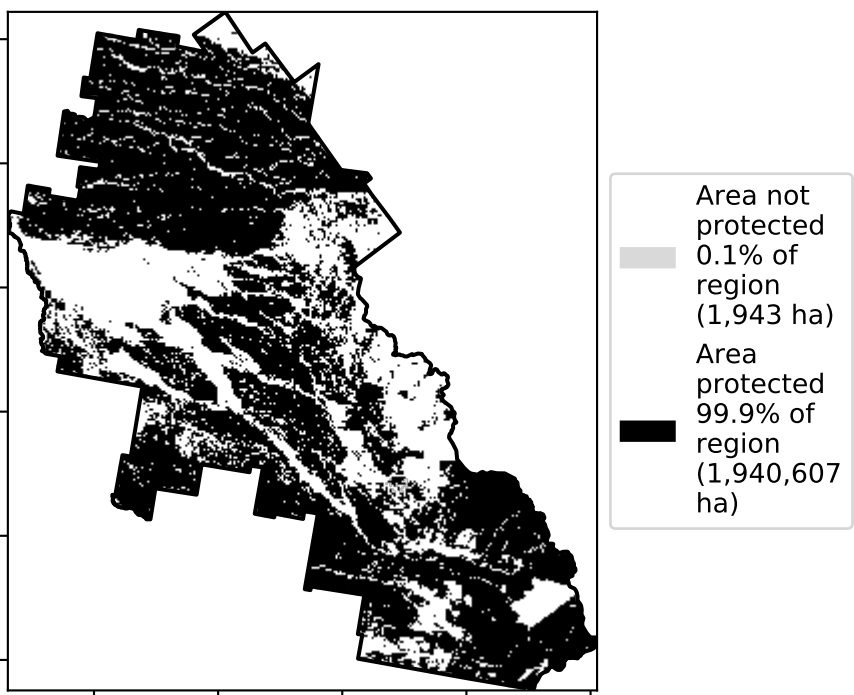 Area not
protected
0.1% of
region
(1,943 ha)
Area
protected
99.9% of
region
(1,940,607
ha)